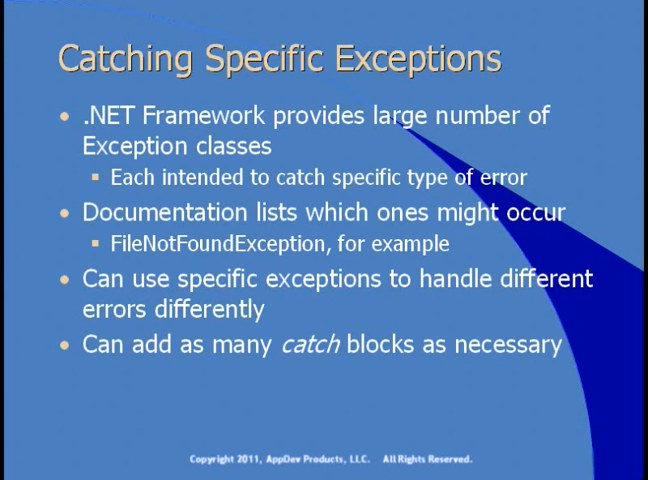 Catching Specific Exceptions
• .NET Framework provides large number of
Exception classes
▪ Each intended to catch specific type of error
• Documentation lists which ones might occur
▪ FileNotFoundException, for example
• Can use specific exceptions to handle different
errors differently
• Can add as many catch blocks as necessary
Copyright 2011, AppDev Products, LLC. All Rights Reserved.